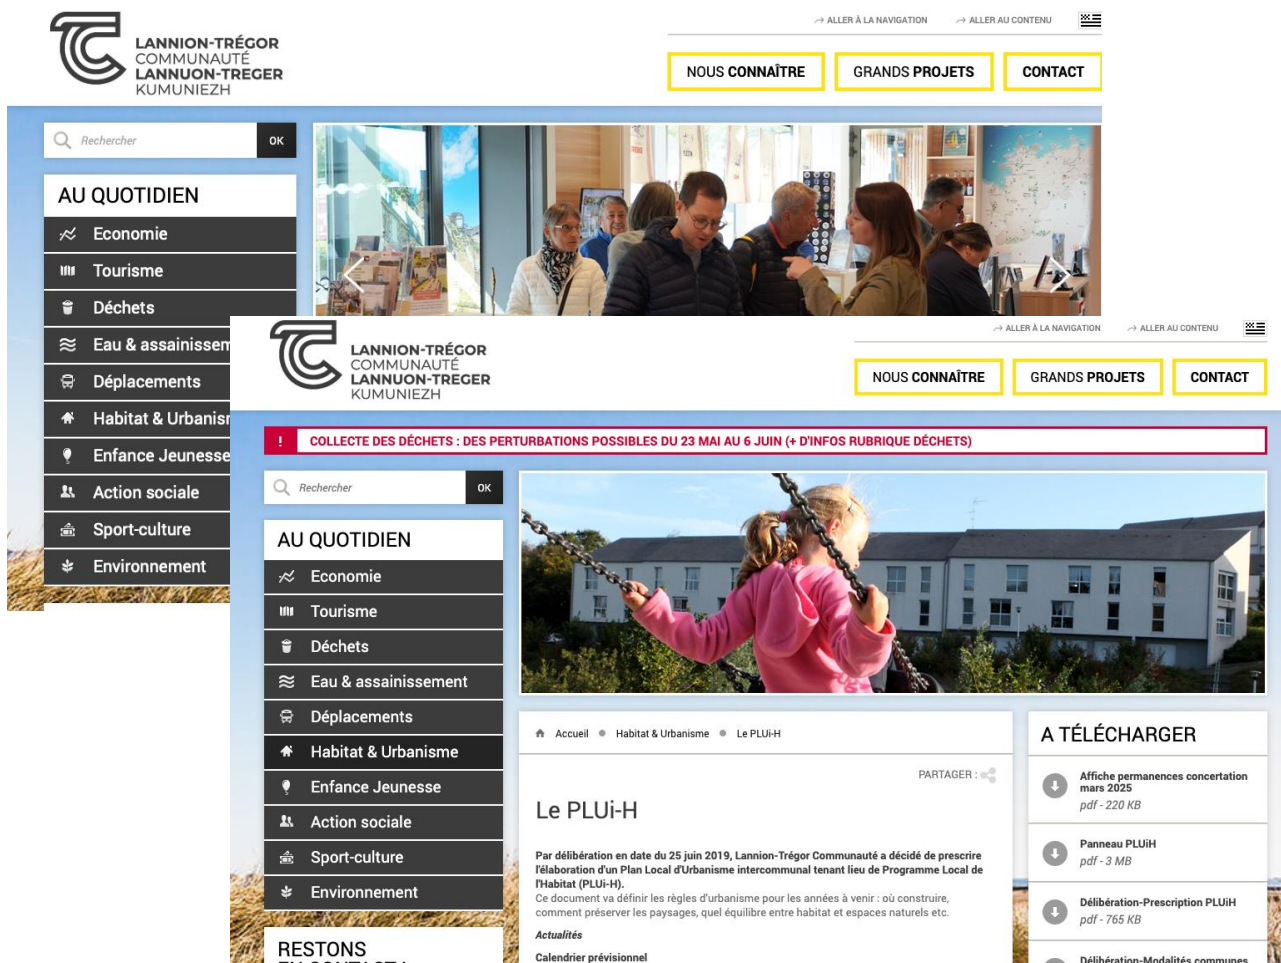 LANNION-TRÉGOR
COMMUNAUTÉ
LANNUON-TREGER
KUMUNIEZH
ALLER À LA NAVIGATION
ALLER AU CONTENU
NOUS CONNAÎTRE
GRANDS PROJETS
CONTACT
Rechercher
OK
AU QUOTIDIEN
Economie
Tourisme
Déchets
Eau & assainissem
Déplacements
Habitat & Urbanisr
Enfance Jeunesse
Action sociale
Sport-culture
Environnement
LANNION-TRÉGOR
COMMUNAUTÉ
LANNUON-TREGER
KUMUNIEZH
ALLER À LA NAVIGATION
ALLER AU CONTENU
NOUS CONNAÎTRE
GRANDS PROJETS
CONTACT
! COLLECTE DES DÉCHETS : DES PERTURBATIONS POSSIBLES DU 23 MAI AU 6 JUIN (+ D'INFOS RUBRIQUE DÉCHETS)
Rechercher
OK
AU QUOTIDIEN
Economie
Tourisme
Déchets
Eau & assainissement
Déplacements
Habitat & Urbanisme
Enfance Jeunesse
Action sociale
Sport-culture
Environnement
RESTONS
EN CONTACT !
Accueil Habitat & Urbanisme Le PLUi-H
PARTAGER :
Le PLUi-H
Par délibération en date du 25 juin 2019, Lannion-Trégor Communauté a décidé de prescrire
l'élaboration d'un Plan Local d'Urbanisme intercommunal tenant lieu de Programme Local de
l'Habitat (PLUi-H).
Ce document va définir les règles d'urbanisme pour les années à venir : où construire,
comment préserver les paysages, quel équilibre entre habitat et espaces naturels etc.
Actualités
Calendrier prévisionnel
A TÉLÉCHARGER
Affiche permanences concertation
mars 2025
pdf - 220 KB
Panneau PLUiH
pdf - 3 MB
Délibération-Prescription PLUiH
pdf - 765 KB
Délibération-Modalités communes